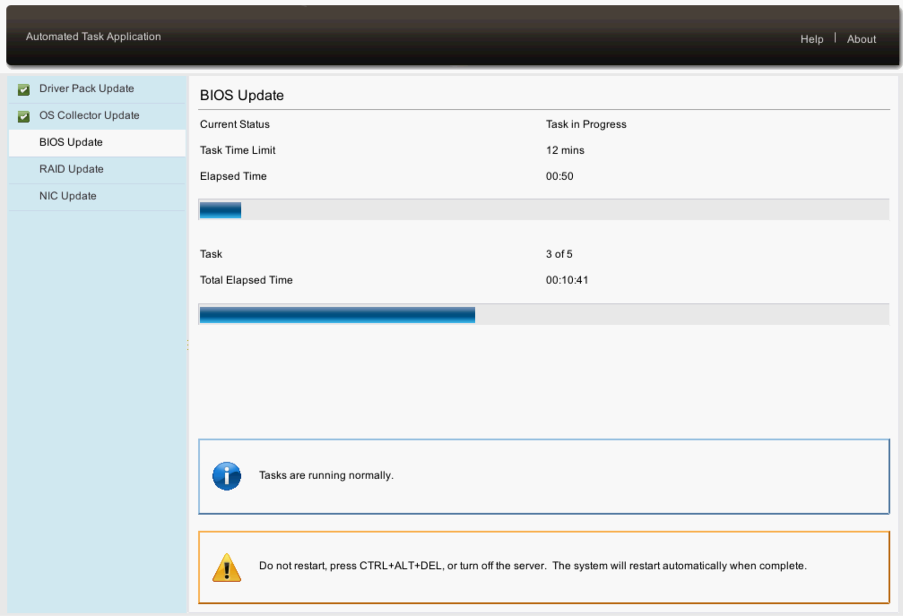 Automated Task Application
Help | About
Driver Pack Update
OS Collector Update
BIOS Update
RAID Update
NIC Update
BIOS Update
Current Status Task in Progress
Task Time Limit 12 mins
Elapsed Time 00:50
Task 3 of 5
Total Elapsed Time 00:10:41
Tasks are running normally.
Do not restart, press CTRL+ALT+DEL, or turn off the server. The system will restart automatically when complete.